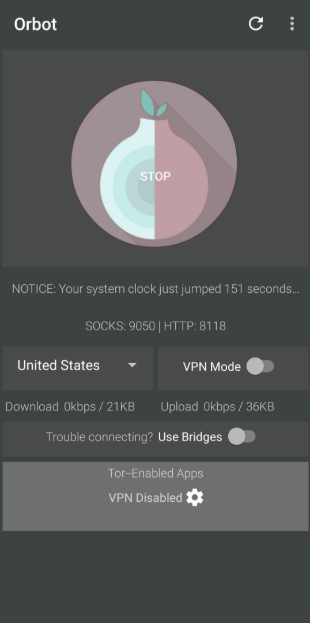 Orbot
STOP
NOTICE: Your system clock just jumped 151 seconds...
SOCKS: 9050 | HTTP: 8118
United States
VPN Mode
Download 0kbps / 21KB Upload 0kbps / 36KB
Trouble connecting? Use Bridges
Tor-Enabled Apps
VPN Disabled